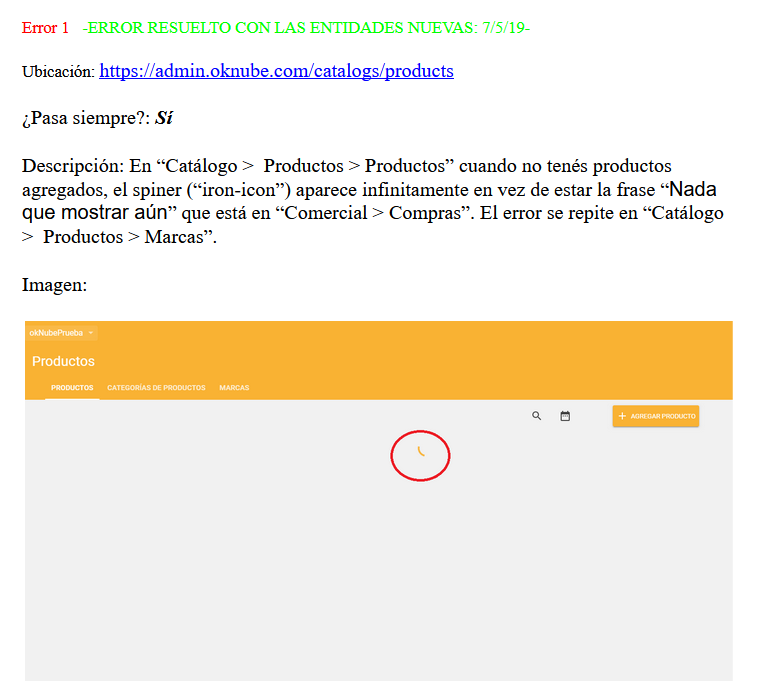 Error 1 -ERROR RESUELTO CON LAS ENTIDADES NUEVAS: 7/5/19-
Ubicación: https://admin.oknube.com/catalogs/products
¿Pasa siempre?: Sí
Descripción: En “Catálogo > Productos > Productos” cuando no tenés productos
agregados, el spiner (“iron-icon”) aparece infinitamente en vez de estar la frase “Nada
que mostrar aún” que está en “Comercial > Compras”. El error se repite en “Catálogo
> Productos > Marcas”.
Imagen:
okNubePrueba
Productos
PRODUCTOS CATEGORÍAS DE PRODUCTOS MARCAS
+ AGREGAR PRODUCTO